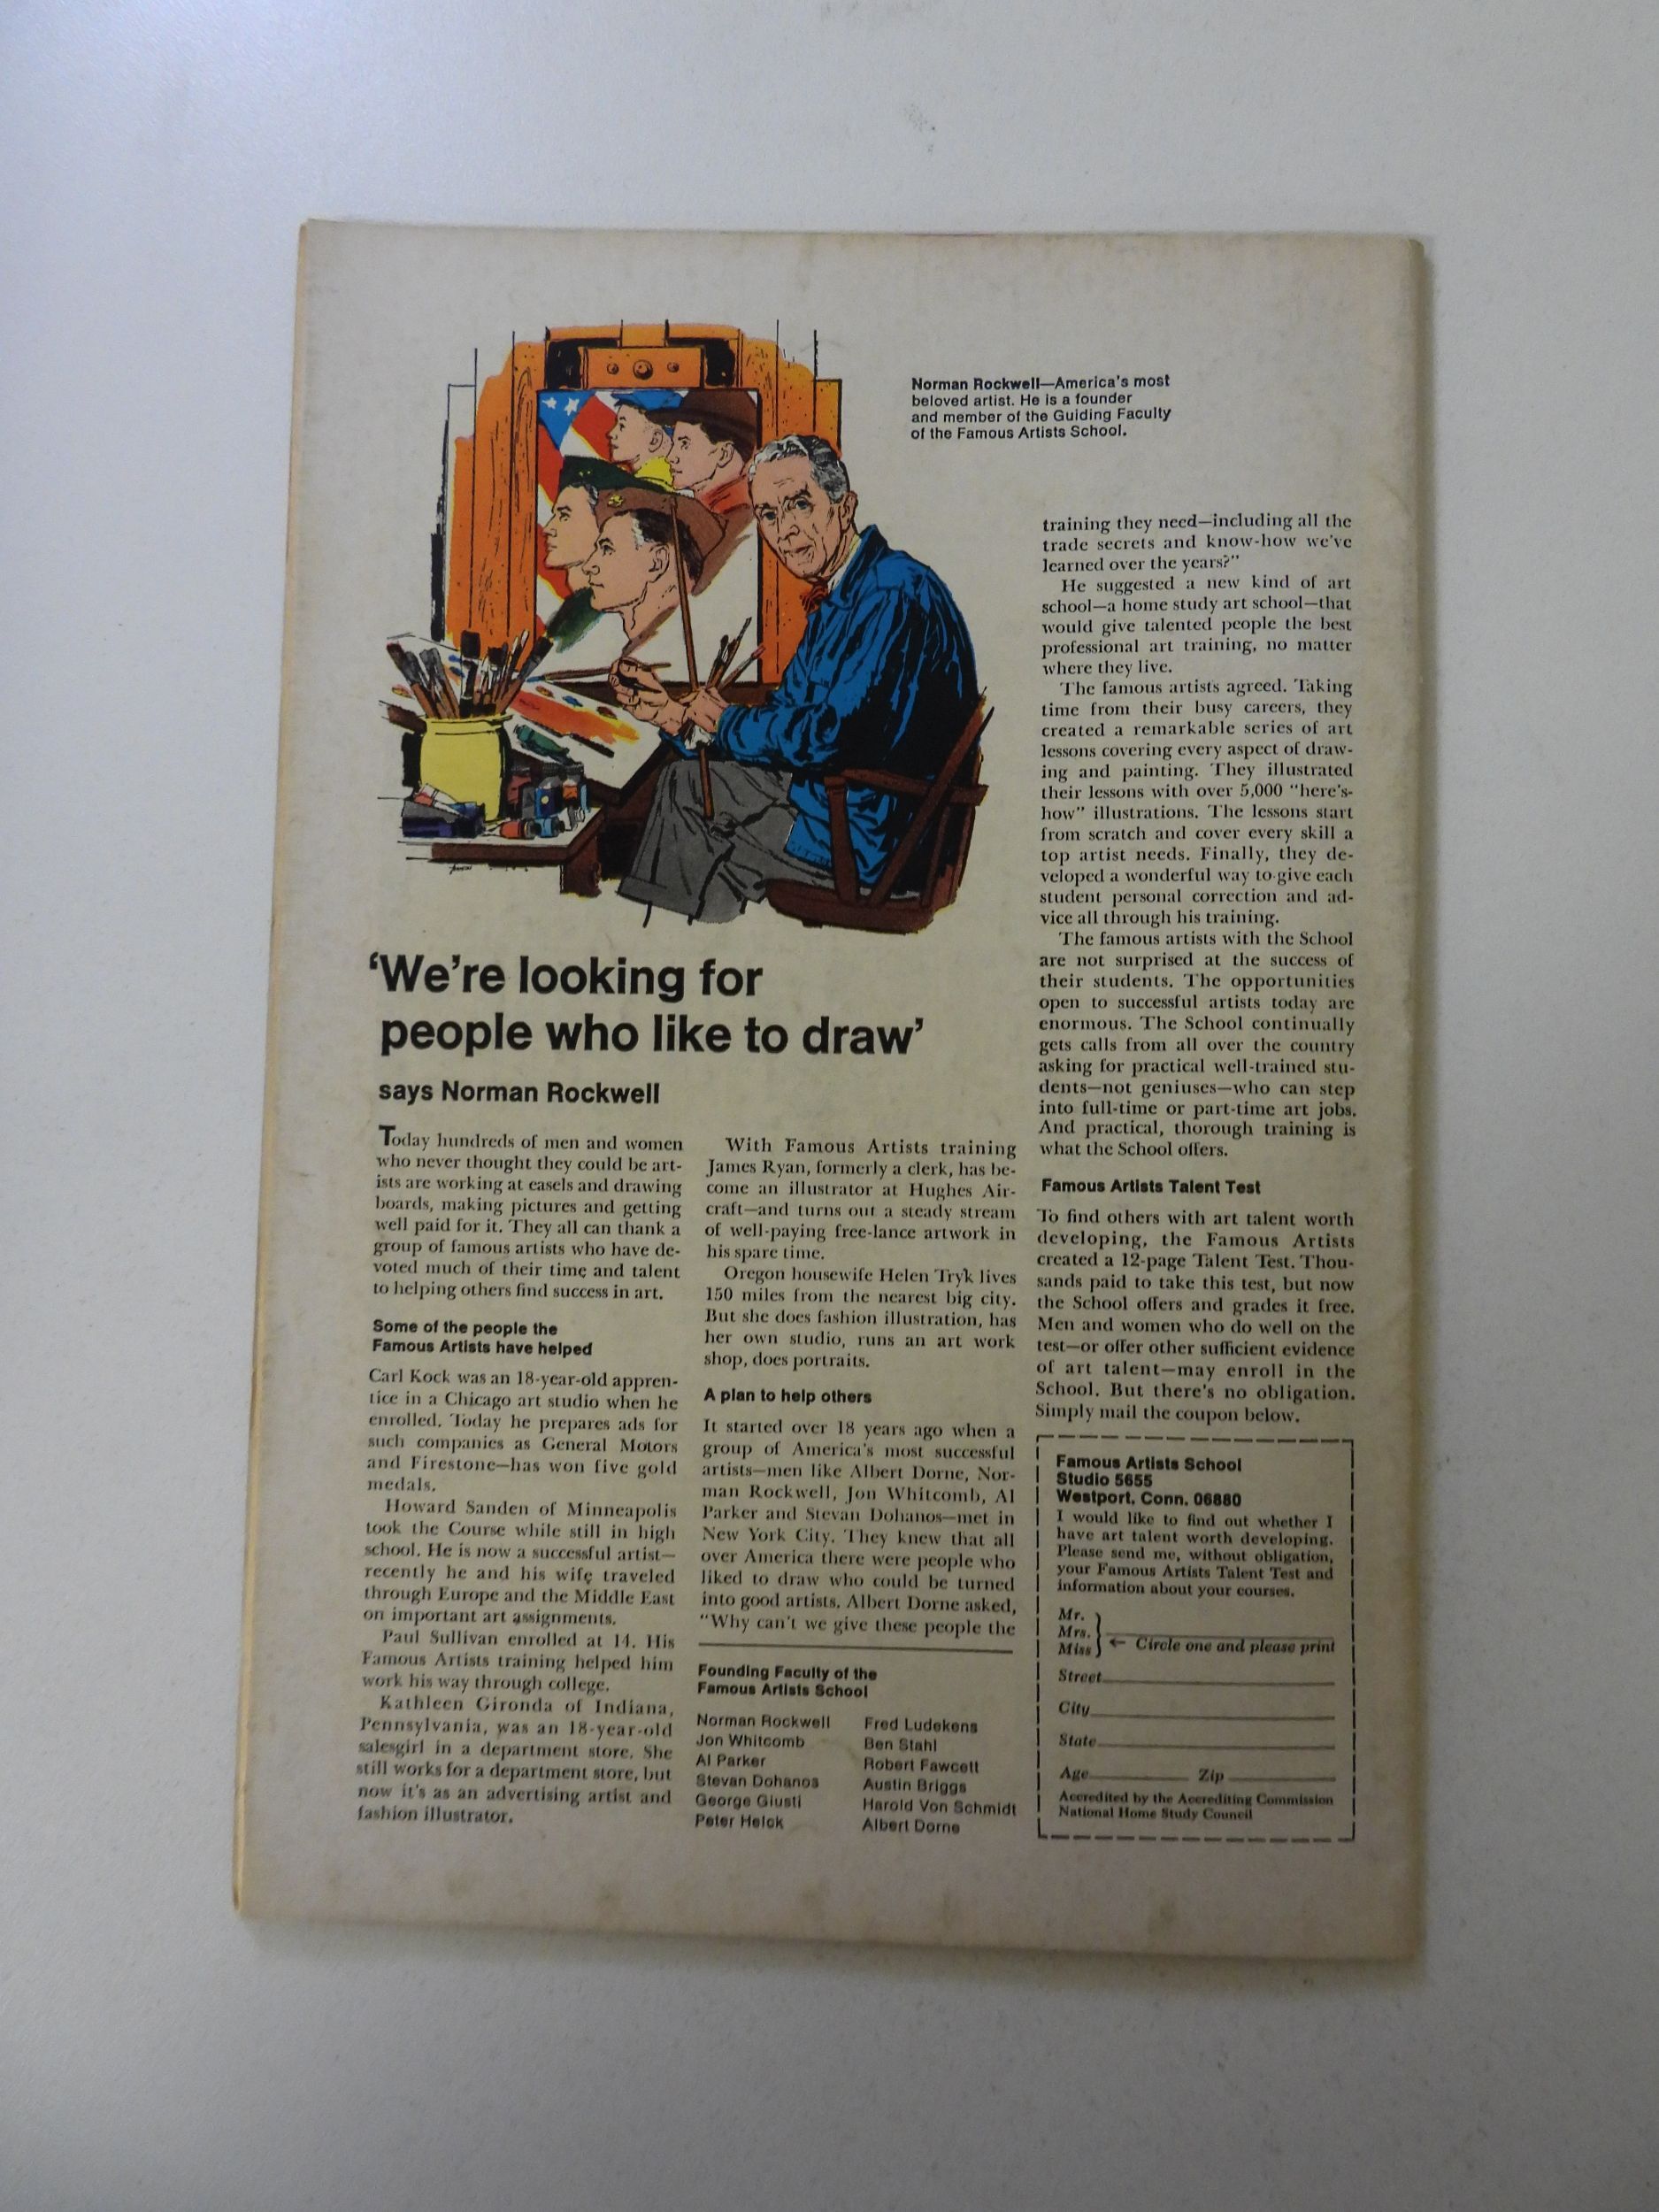 Norman Rockwell—America's most
beloved artist. He is a founder
and member of the Guiding Faculty
of the Famous Artists School.
'We're looking for
people who like to draw'
says Norman Rockwell
Today hundreds of men and women
who never thought they could be art-
ists are working at easels and drawing
boards, making pictures and getting
well paid for it. They all can thank a
group of famous artists who have de-
voted much of their time and talent
to helping others find success in art.
Some of the people the
Famous Artists have helped
Carl Kock was an 18-year-old appren-
tice in a Chicago art studio when he
enrolled. Today he prepares ads for
such companies as General Motors
and Firestone—has won five gold
medals.
Howard Sanden of Minneapolis
took the Course while still in high
school. He is now a successful artist—
recently he and his wife traveled
through Europe and the Middle East
on important art assignments.
Paul Sullivan enrolled at 14. His
Famous Artists training helped him
work his way through college.
Kathleen Gironda of Indiana,
Pennsylvania, was an 18-year-old
salesgirl in a department store. She
still works for a department store, but
now it's as an advertising artist and
fashion illustrator.
With Famous Artists training
James Ryan, formerly a clerk, has be-
come an illustrator at Hughes Air-
craft—and turns out a steady stream
of well-paying free-lance artwork in
his spare time.
Oregon housewife Helen Tryk lives
150 miles from the nearest big city.
But she does fashion illustration, has
her own studio, runs an art work
shop, does portraits.
A plan to help others
It started over 18 years ago when a
group of America's most successful
artists—men like Albert Dorne, Nor-
man Rockwell, Jon Whitcomb, Al
Parker and Stevan Dohanos—met in
New York City. They knew that all
over America there were people who
liked to draw who could be turned
into good artists. Albert Dorne asked,
"Why can't we give these people the
training they need—including all the
trade secrets and know-how we've
learned over the years?"
He suggested a new kind of art
school—a home study art school—that
would give talented people the best
professional art training, no matter
where they live.
The famous artists agreed. Taking
time from their busy careers, they
created a remarkable series of art
lessons covering every aspect of draw-
ing and painting. They illustrated
their lessons with over 5,000 "here's-
how" illustrations. The lessons start
from scratch and cover every skill a
top artist needs. Finally, they de-
veloped a wonderful way to give each
student personal correction and ad-
vice all through his training.
The famous artists with the School
are not surprised at the success of
their students. The opportunities
open to successful artists today are
enormous. The School continually
gets calls from all over the country
asking for practical well-trained stu-
dents—not geniuses—who can step
into full-time or part-time art jobs.
And practical, thorough training is
what the School offers.
Famous Artists Talent Test
To find others with art talent worth
developing, the Famous Artists
created a 12-page Talent Test. Thou-
sands paid to take this test, but now
the School offers and grades it free.
Men and women who do well on the
test—or offer other sufficient evidence
of art talent—may enroll in the
School. But there's no obligation.
Simply mail the coupon below.
Founding Faculty of the
Famous Artists School
Norman Rockwell
Jon Whitcomb
Al Parker
Stevan Dohanos
George Giusti
Peter Helck
Fred Ludekens
Ben Stahl
Robert Fawcett
Austin Briggs
Harold Von Schmidt
Albert Dorne
Famous Artists School
Studio 5655
Westport, Conn. 06880
I would like to find out whether I
have art talent worth developing.
Please send me, without obligation,
your Famous Artists Talent Test and
information about your courses.
Mr.
Mrs.
Miss
← Circle one and please print
Street
City
State
Age Zip
Accredited by the Accrediting Commission
National Home Study Council